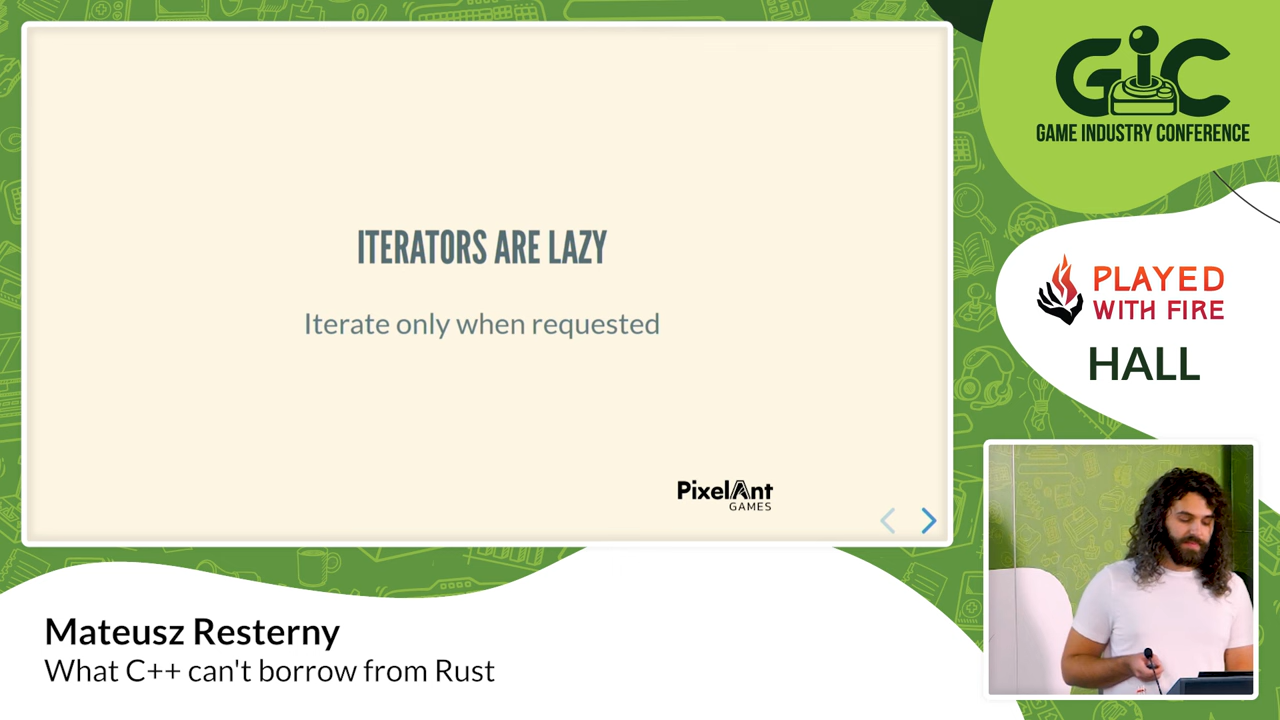 ITERATORS ARE LAZY
Iterate only when requested
PixelAnt
GAMES
GIC
GAME INDUSTRY CONFERENCE
PLAYED
WITH FIRE
HALL
Mateusz Resterny
What C++ can't borrow from Rust